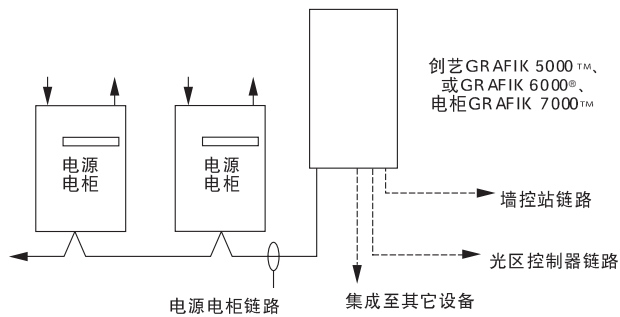 创艺GRAFIK 5000™、
或GRAFIK 6000®、
电柜GRAFIK 7000™
电源
电柜
电源
电柜
墙控站链路
光区控制器链路
集成至其它设备
电源电柜链路